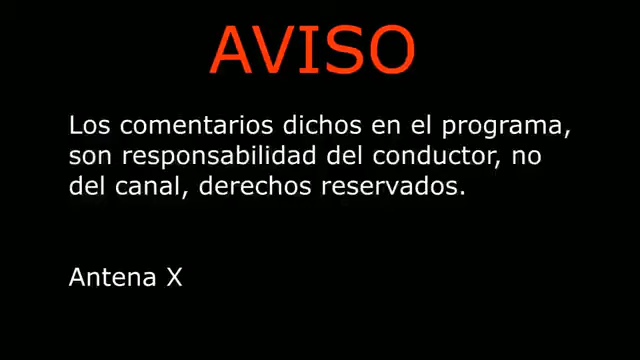 AVISO
Los comentarios dichos en el programa,
son responsabilidad del conductor, no
del canal, derechos reservados.
Antena X